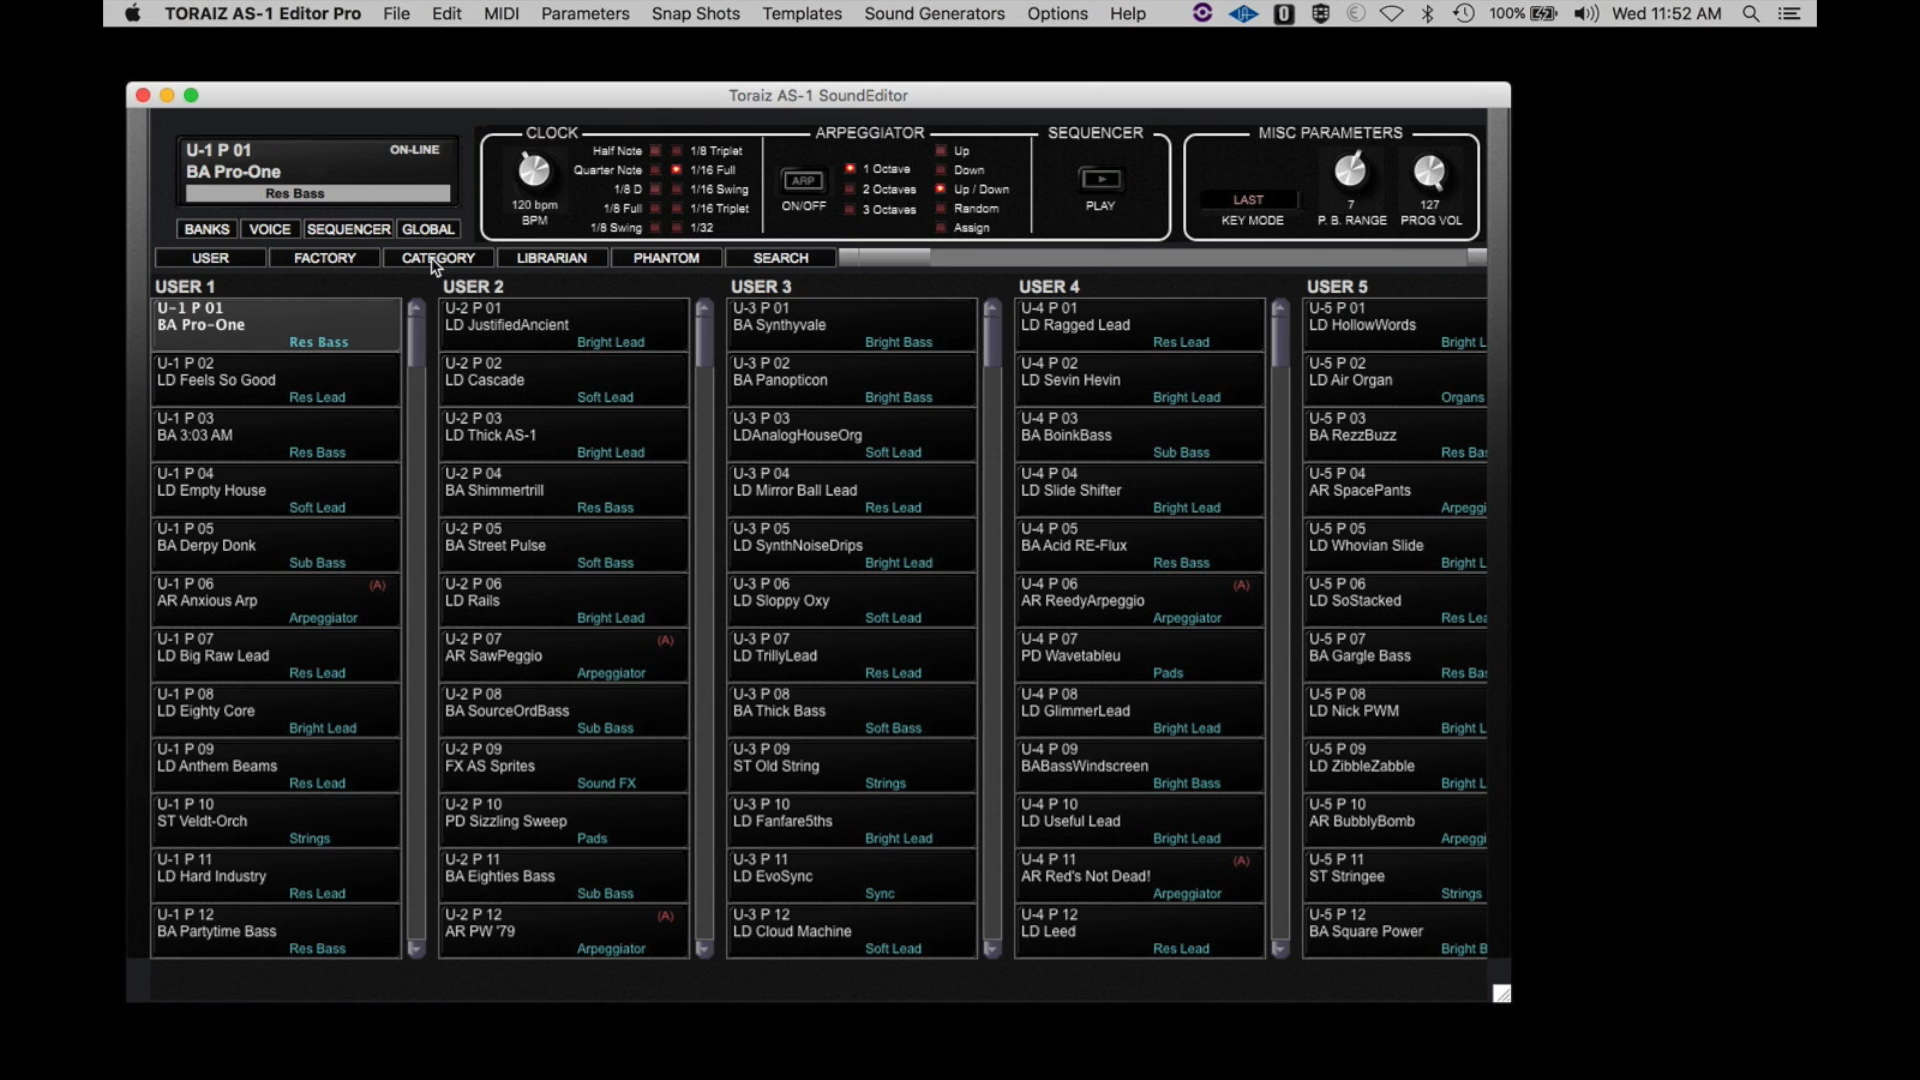 TORAIZ AS-1 Editor Pro File Edit MIDI Parameters Snap Shots Templates Sound Generators Options Help 100% Wed 11:52 AM
Toraiz AS-1 SoundEditor
U-1 P 01 ON-LINE
BA Pro-One
Res Bass
BANKS VOICE SEQUENCER GLOBAL
CLOCK
120 bpm
BPM
Half Note 1/8 Triplet
Quarter Note 1/16 Full
1/8 D 1/16 Swing
1/8 Full 1/16 Triplet
1/8 Swing 1/32
ARPEGGIATOR
ARP
ON/OFF
1 Octave
2 Octaves
3 Octaves
Up
Down
Up / Down
Random
Assign
SEQUENCER
PLAY
MISC PARAMETERS
LAST
KEY MODE
7
P. B. RANGE
127
PROG VOL
USER FACTORY CATEGORY LIBRARIAN PHANTOM SEARCH
USER 1
U-1 P 01
BA Pro-One
Res Bass
U-1 P 02
LD Feels So Good
Res Lead
U-1 P 03
BA 3:03 AM
Res Bass
U-1 P 04
LD Empty House
Soft Lead
U-1 P 05
BA Derpy Donk
Sub Bass
U-1 P 06 (A)
AR Anxious Arp
Arpeggiator
U-1 P 07
LD Big Raw Lead
Res Lead
U-1 P 08
LD Eighty Core
Bright Lead
U-1 P 09
LD Anthem Beams
Res Lead
U-1 P 10
ST Veldt-Orch
Strings
U-1 P 11
LD Hard Industry
Res Lead
U-1 P 12
BA Partytime Bass
Res Bass
USER 2
U-2 P 01
LD JustifiedAncient
Bright Lead
U-2 P 02
LD Cascade
Soft Lead
U-2 P 03
LD Thick AS-1
Bright Lead
U-2 P 04
BA Shimmertrill
Res Bass
U-2 P 05
BA Street Pulse
Soft Bass
U-2 P 06
LD Rails
Bright Lead
U-2 P 07 (A)
AR SawPeggio
Arpeggiator
U-2 P 08
BA SourceOrdBass
Sub Bass
U-2 P 09
FX AS Sprites
Sound FX
U-2 P 10
PD Sizzling Sweep
Pads
U-2 P 11
BA Eighties Bass
Sub Bass
U-2 P 12 (A)
AR PW '79
Arpeggiator
USER 3
U-3 P 01
BA Synthyvale
Bright Bass
U-3 P 02
BA Panopticon
Bright Bass
U-3 P 03
LDAnalogHouseOrg
Soft Lead
U-3 P 04
LD Mirror Ball Lead
Res Lead
U-3 P 05
LD SynthNoiseDrips
Bright Lead
U-3 P 06
LD Sloppy Oxy
Soft Lead
U-3 P 07
LD TrillyLead
Res Lead
U-3 P 08
BA Thick Bass
Soft Bass
U-3 P 09
ST Old String
Strings
U-3 P 10
LD Fanfare5ths
Bright Lead
U-3 P 11
LD EvoSync
Sync
U-3 P 12
LD Cloud Machine
Soft Lead
USER 4
U-4 P 01
LD Ragged Lead
Res Lead
U-4 P 02
LD Sevin Hevin
Bright Lead
U-4 P 03
BA BoinkBass
Sub Bass
U-4 P 04
LD Slide Shifter
Bright Lead
U-4 P 05
BA Acid RE-Flux
Res Bass
U-4 P 06 (A)
AR ReedyArpeggio
Arpeggiator
U-4 P 07
PD Wavetableu
Pads
U-4 P 08
LD GlimmerLead
Bright Lead
U-4 P 09
BABassWindscreen
Bright Bass
U-4 P 10
LD Useful Lead
Bright Lead
U-4 P 11 (A)
AR Red's Not Dead!
Arpeggiator
U-4 P 12
LD Leed
Res Lead
USER 5
U-5 P 01
LD HollowWords
Bright L
U-5 P 02
LD Air Organ
Organs
U-5 P 03
BA RezzBuzz
Res Bas
U-5 P 04
AR SpacePants
Arpeggi
U-5 P 05
LD Whovian Slide
Bright L
U-5 P 06
LD SoStacked
Res Lea
U-5 P 07
BA Gargle Bass
Res Bas
U-5 P 08
LD Nick PWM
Bright L
U-5 P 09
LD ZibbleZabble
Bright L
U-5 P 10
AR BubblyBomb
Arpeggi
U-5 P 11
ST Stringee
Strings
U-5 P 12
BA Square Power
Bright B